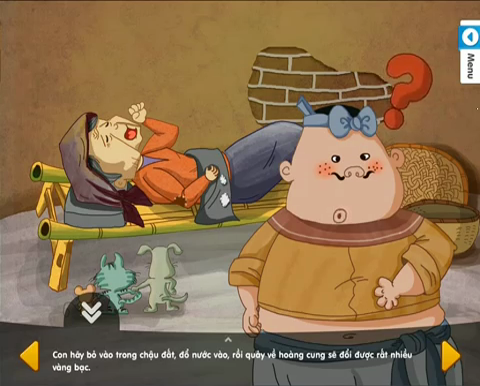 Menu
Con hãy bỏ vào trong chậu đất, đổ nước vào, rồi quay về hoàng cung sẽ đổi được rất nhiều
vàng bạc.